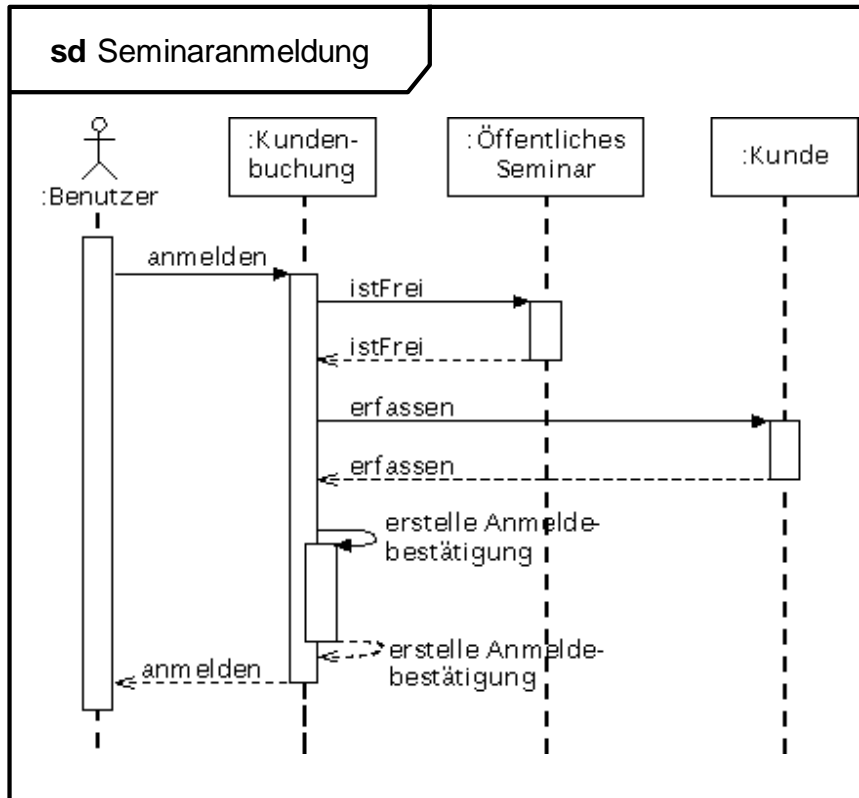 sd Seminaranmeldung
:Benutzer
:Kunden-
buchung
:Öffentliches
Seminar
:Kunde
anmelden
istFrei
istFrei
erfassen
erfassen
erstelle Anmelde-
bestätigung
erstelle Anmelde-
bestätigung
anmelden